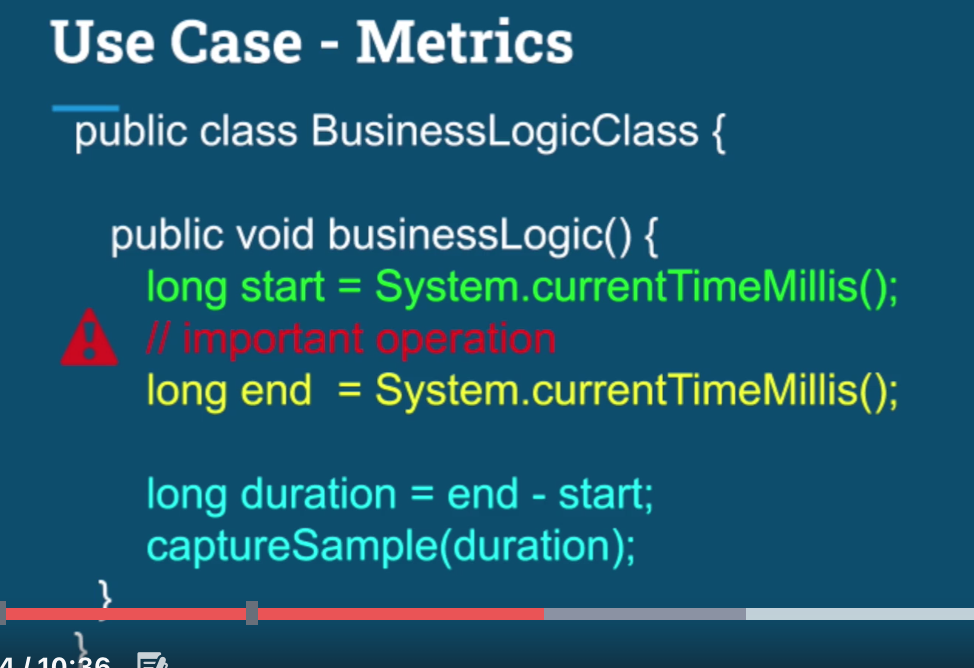 Use Case - Metrics
public class BusinessLogicClass {
public void businessLogic() {
long start = System.currentTimeMillis();
// important operation
long end  = System.currentTimeMillis();
long duration = end - start;
captureSample(duration);
}
}
4 / 10:36